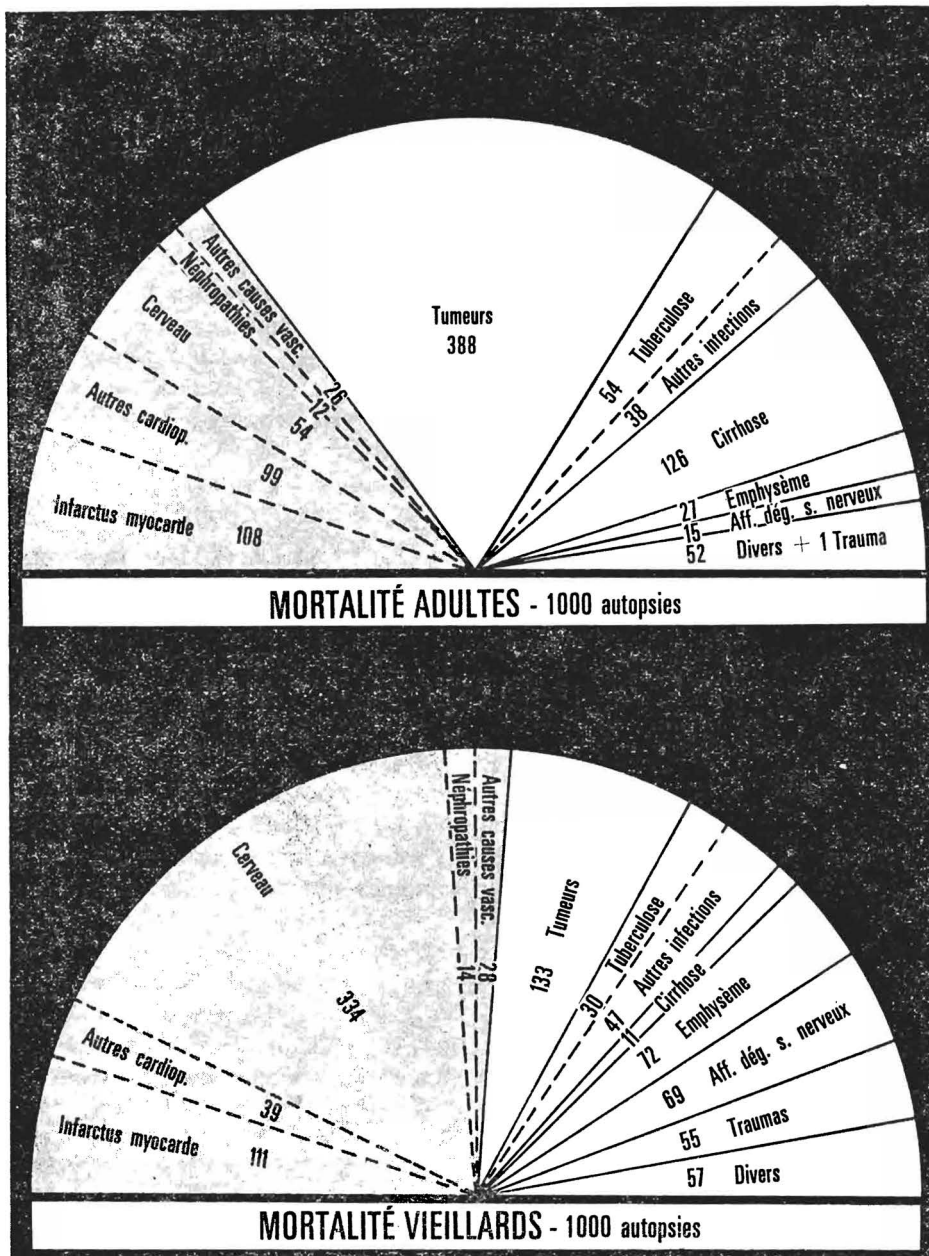 Infarctus myocarde 108
Autres cardiop. 99
Cerveau 54
Néphropathies 12
Autres causes vasc. 26
Tumeurs
388
Tuberculose 54
Autres infections 38
126 Cirrhose
27 Emphysème
15 Aff. dég. s. nerveux
52 Divers + 1 Trauma
MORTALITÉ ADULTES - 1000 autopsies
Infarctus myocarde 111
Autres cardiop. 39
Cerveau 334
Néphropathies 14
Autres causes vasc. 28
133 Tumeurs
30 Tuberculose
47 Autres infections
11 Cirrhose
72 Emphysème
69 Aff. dég. s. nerveux
55 Traumas
57 Divers
MORTALITÉ VIEILLARDS - 1000 autopsies